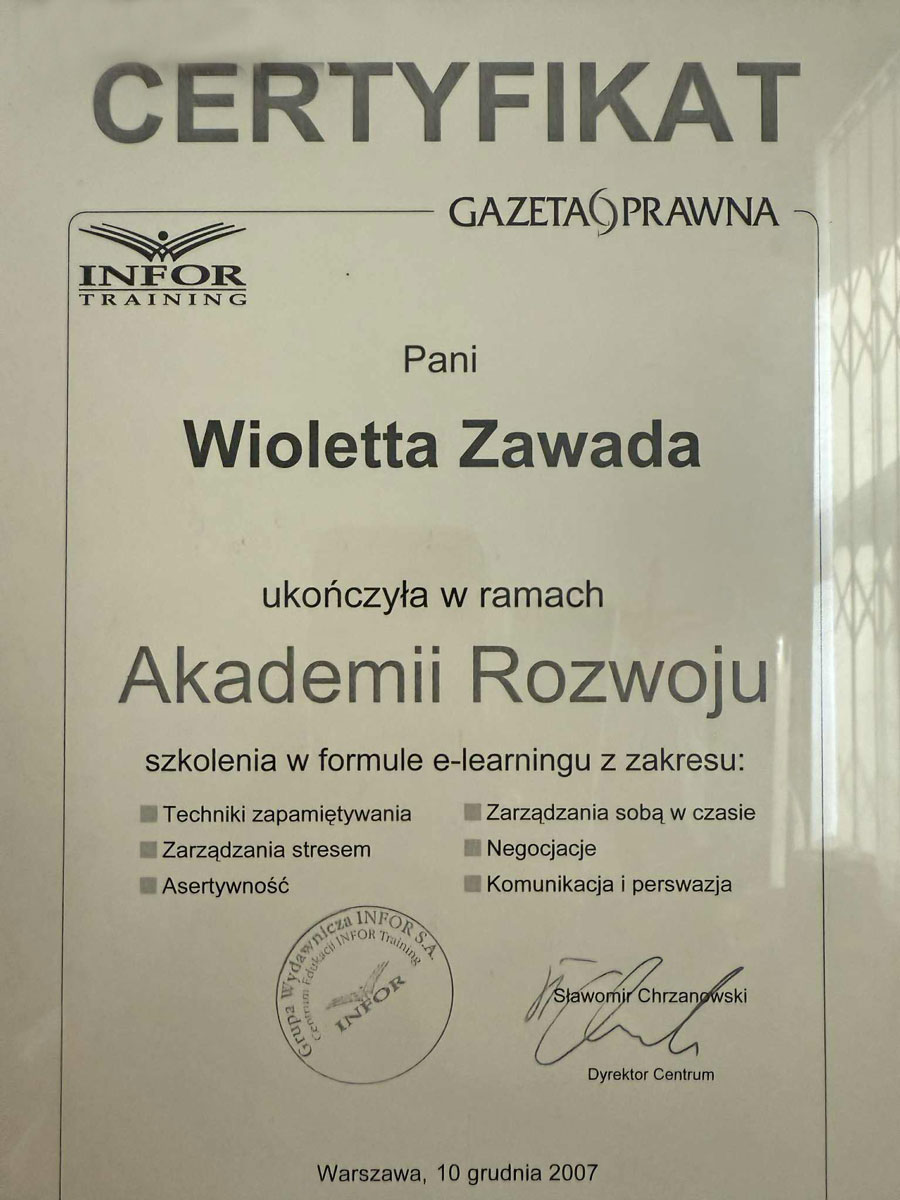 CERTYFIKAT
GAZETA PRAWNA
INFOR
TRAINING
Pani
Wioletta Zawada
ukończyła w ramach
Akademii Rozwoju
szkolenia w formule e-learningu z zakresu:
Techniki zapamiętywania
Zarządzania stresem
Asertywność
Zarządzania sobą w czasie
Negocjacje
Komunikacja i perswazja
Grupa Wydawnicza INFOR S.A.
Centrum Edukacji INFOR Training
INFOR
Sławomir Chrzanowski
Dyrektor Centrum
Warszawa, 10 grudnia 2007